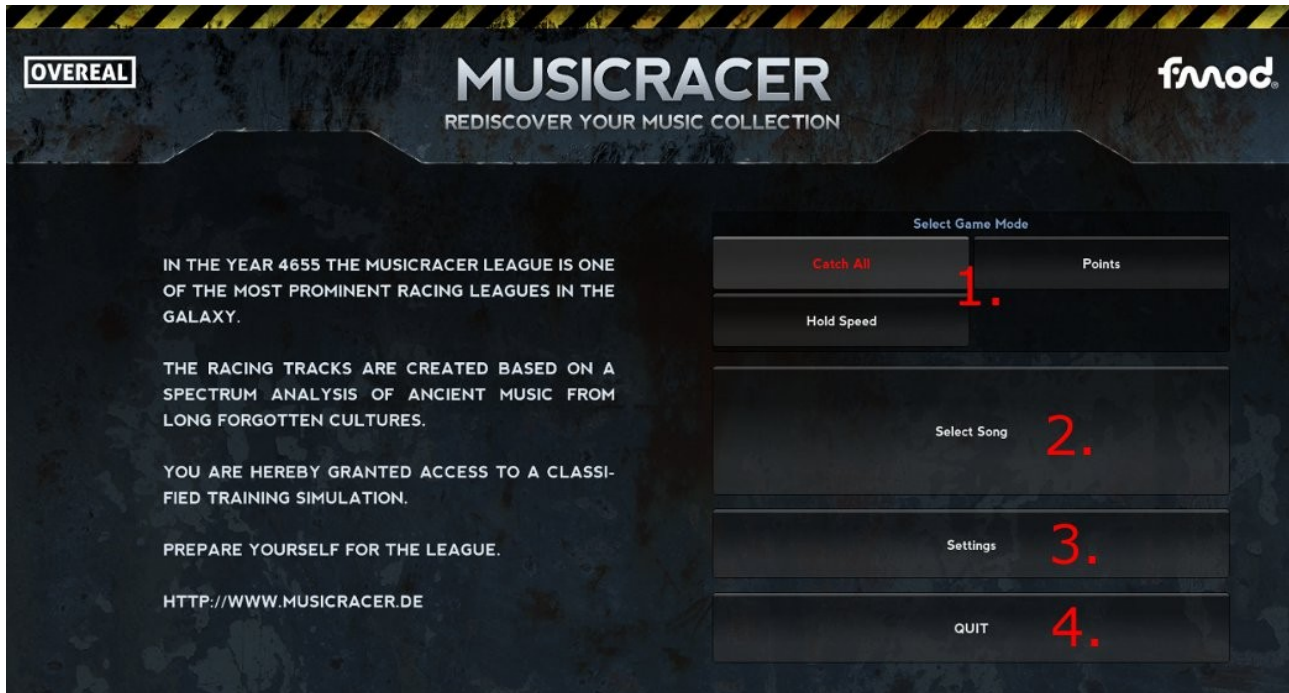 OVEREAL
MUSICRACER
fmod®
REDISCOVER YOUR MUSIC COLLECTION
IN THE YEAR 4655 THE MUSICRACER LEAGUE IS ONE
OF THE MOST PROMINENT RACING LEAGUES IN THE
GALAXY.
THE RACING TRACKS ARE CREATED BASED ON A
SPECTRUM ANALYSIS OF ANCIENT MUSIC FROM
LONG FORGOTTEN CULTURES.
YOU ARE HEREBY GRANTED ACCESS TO A CLASSI-
FIED TRAINING SIMULATION.
PREPARE YOURSELF FOR THE LEAGUE.
HTTP://WWW.MUSICRACER.DE
Select Game Mode
Catch All
Points
1.
Hold Speed
Select Song 2.
Settings 3.
QUIT 4.